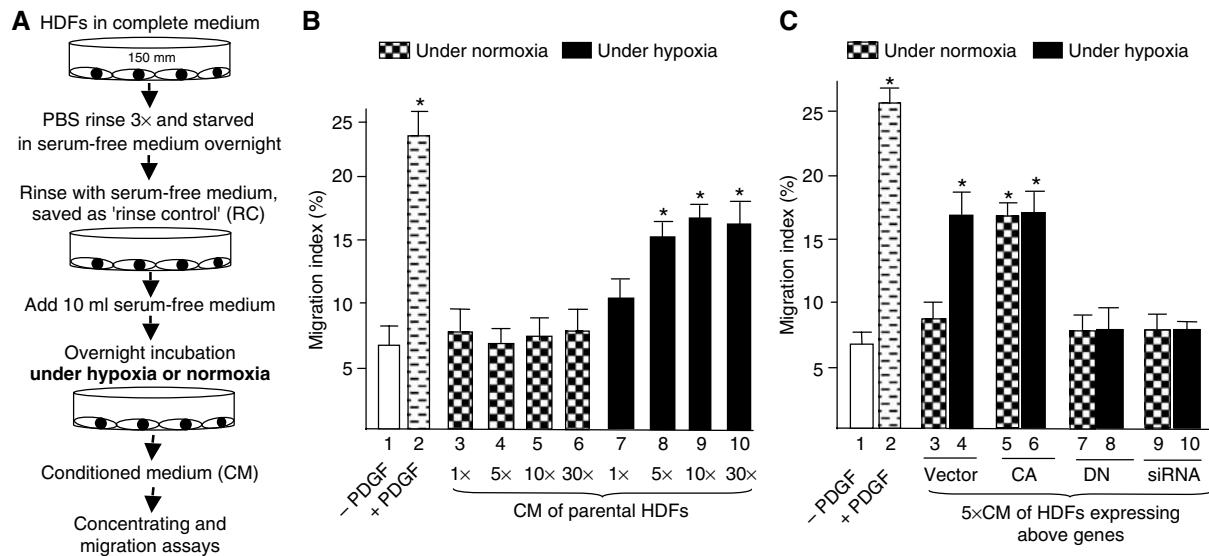 A
HDFs in complete medium
150 mm
PBS rinse 3× and starved
in serum-free medium overnight
Rinse with serum-free medium,
saved as 'rinse control' (RC)
Add 10 ml serum-free medium
Overnight incubation
under hypoxia or normoxia
Conditioned medium (CM)
Concentrating and
migration assays
B
Under normoxia Under hypoxia
Migration index (%)
25
20
15
10
5
* * * *
1 2 3 4 5 6 7 8 9 10
– PDGF
+ PDGF
1× 5× 10× 30× 1× 5× 10× 30×
CM of parental HDFs
C
Under normoxia Under hypoxia
Migration index (%)
25
20
15
10
5
* * * *
1 2 3 4 5 6 7 8 9 10
– PDGF
+ PDGF
Vector CA DN siRNA
5×CM of HDFs expressing
above genes